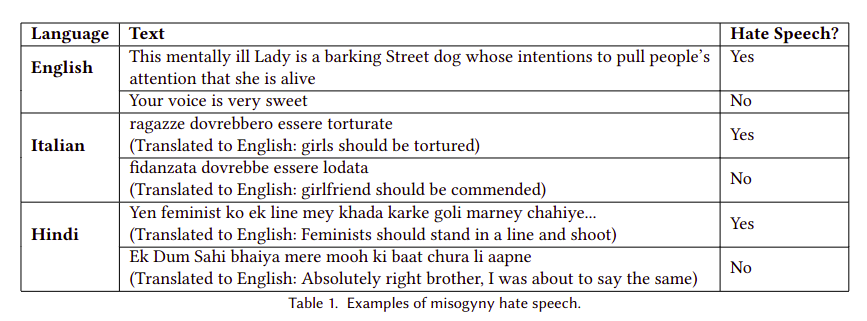 Language Text Hate Speech?
English
This mentally ill Lady is a barking Street dog whose intentions to pull people's
attention that she is alive
Yes
Your voice is very sweet
No
Italian
ragazze dovrebbero essere torturate
(Translated to English: girls should be tortured)
Yes
fidanzata dovrebbe essere lodata
(Translated to English: girlfriend should be commended)
No
Hindi
Yen feminist ko ek line mey khada karke goli marney chahiye...
(Translated to English: Feminists should stand in a line and shoot)
Yes
Ek Dum Sahi bhaiya mere mooh ki baat chura li aapne
(Translated to English: Absolutely right brother, I was about to say the same)
No
Table 1. Examples of misogyny hate speech.